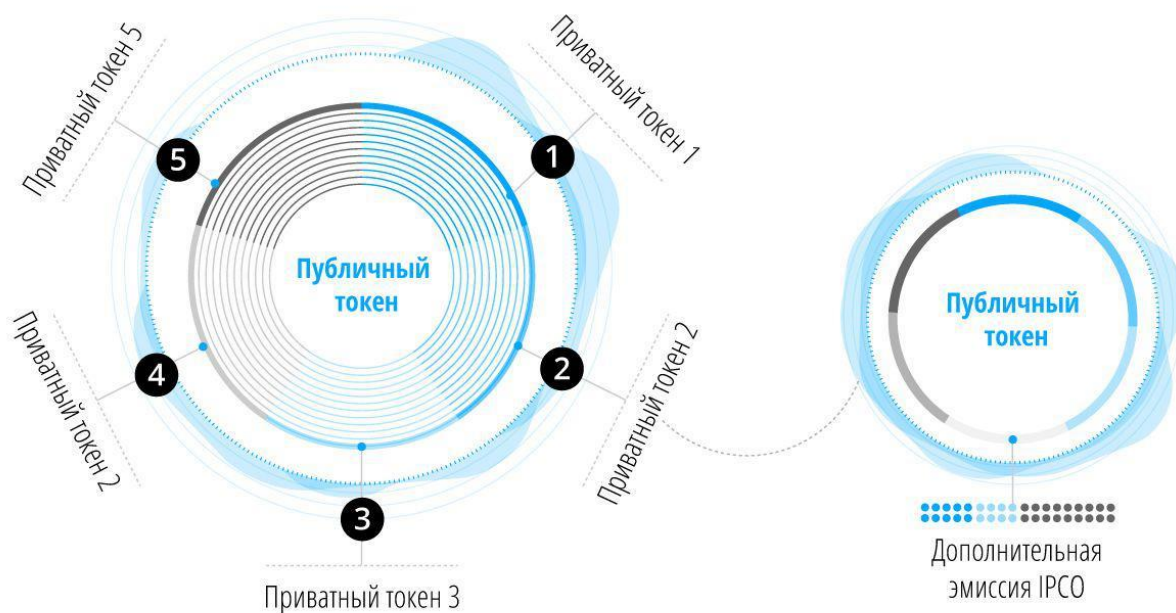 Приватный токен 5
5
Приватный токен 1
1
Публичный
токен
Приватный токен 2
4
Приватный токен 2
2
3
Приватный токен 3
Публичный
токен
Дополнительная
эмиссия IPCO